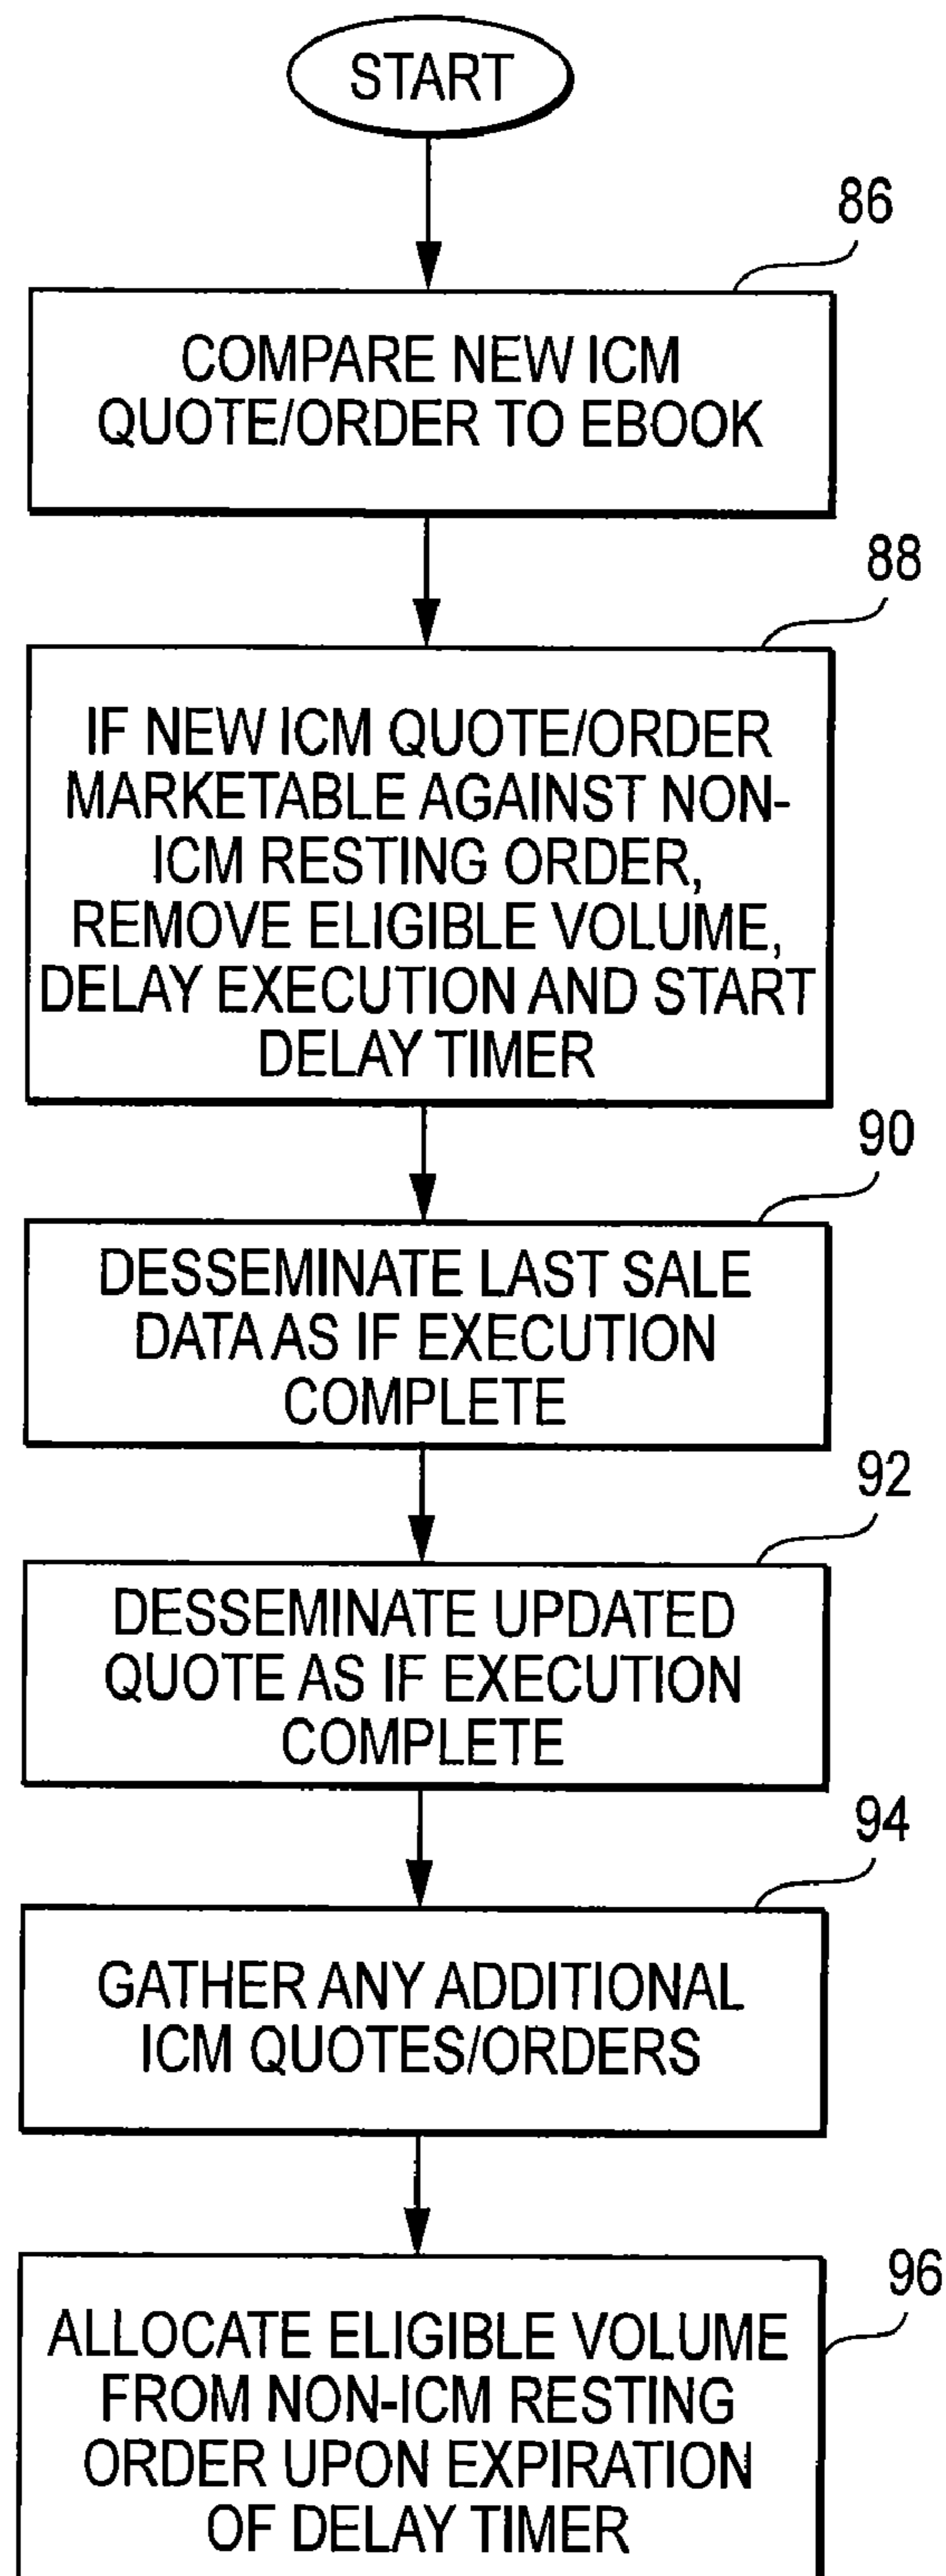 START
86
COMPARE NEW ICM
QUOTE/ORDER TO EBOOK
88
IF NEW ICM QUOTE/ORDER
MARKETABLE AGAINST NON-
ICM RESTING ORDER,
REMOVE ELIGIBLE VOLUME,
DELAY EXECUTION AND START
DELAY TIMER
90
DESSEMINATE LAST SALE
DATA AS IF EXECUTION
COMPLETE
92
DESSEMINATE UPDATED
QUOTE AS IF EXECUTION
COMPLETE
94
GATHER ANY ADDITIONAL
ICM QUOTES/ORDERS
96
ALLOCATE ELIGIBLE VOLUME
FROM NON-ICM RESTING
ORDER UPON EXPIRATION
OF DELAY TIMER